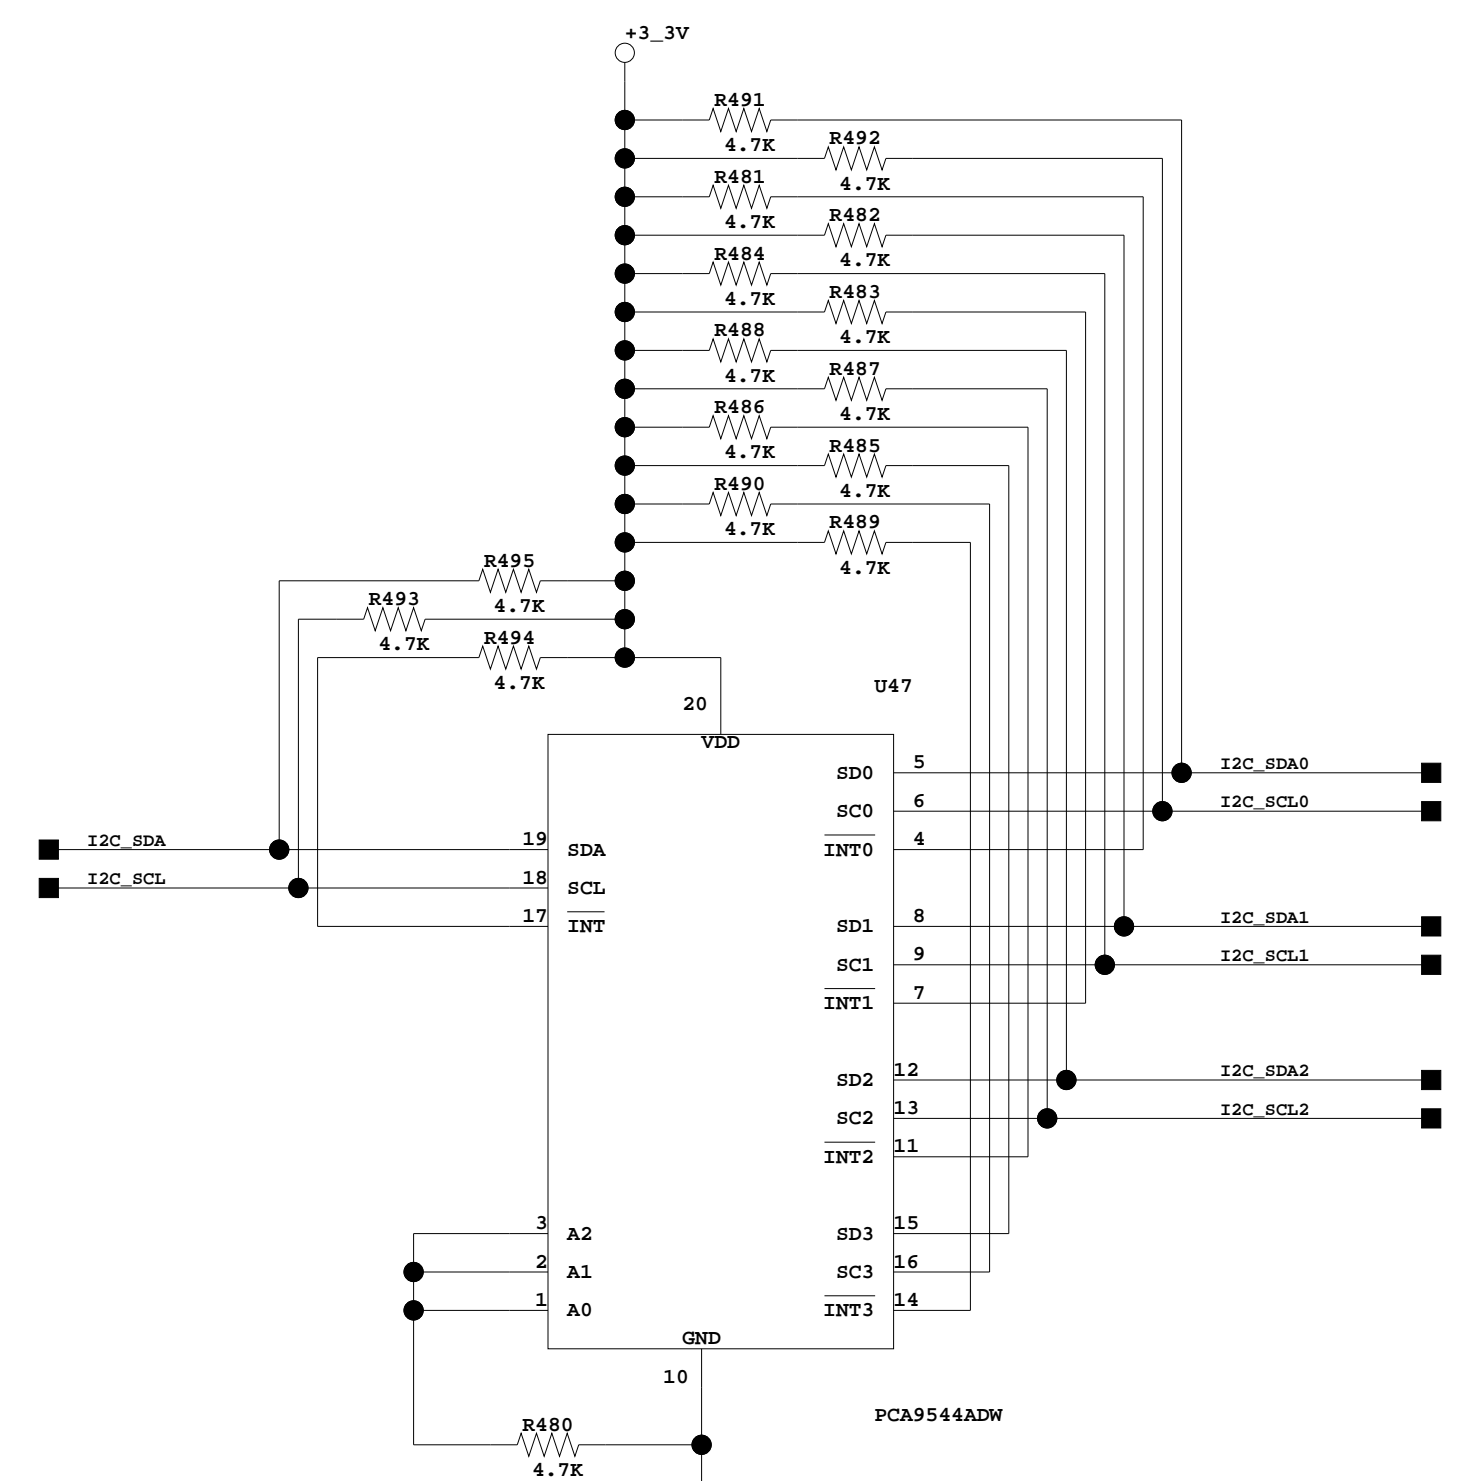 +3_3V
R491
4.7K
R492
4.7K
R481
4.7K
R482
4.7K
R484
4.7K
R483
4.7K
R488
4.7K
R487
4.7K
R486
4.7K
R485
4.7K
R490
4.7K
R489
4.7K
R495
4.7K
R493
4.7K
R494
4.7K
U47
20
VDD
SD0 5 I2C_SDA0
SC0 6 I2C_SCL0
I2C_SDA 19 SDA INT0 4
I2C_SCL 18 SCL
17 INT SD1 8 I2C_SDA1
SC1 9 I2C_SCL1
INT1 7
SD2 12 I2C_SDA2
SC2 13 I2C_SCL2
INT2 11
3 A2 SD3 15
2 A1 SC3 16
1 A0 INT3 14
GND
10
PCA9544ADW
R480
4.7K